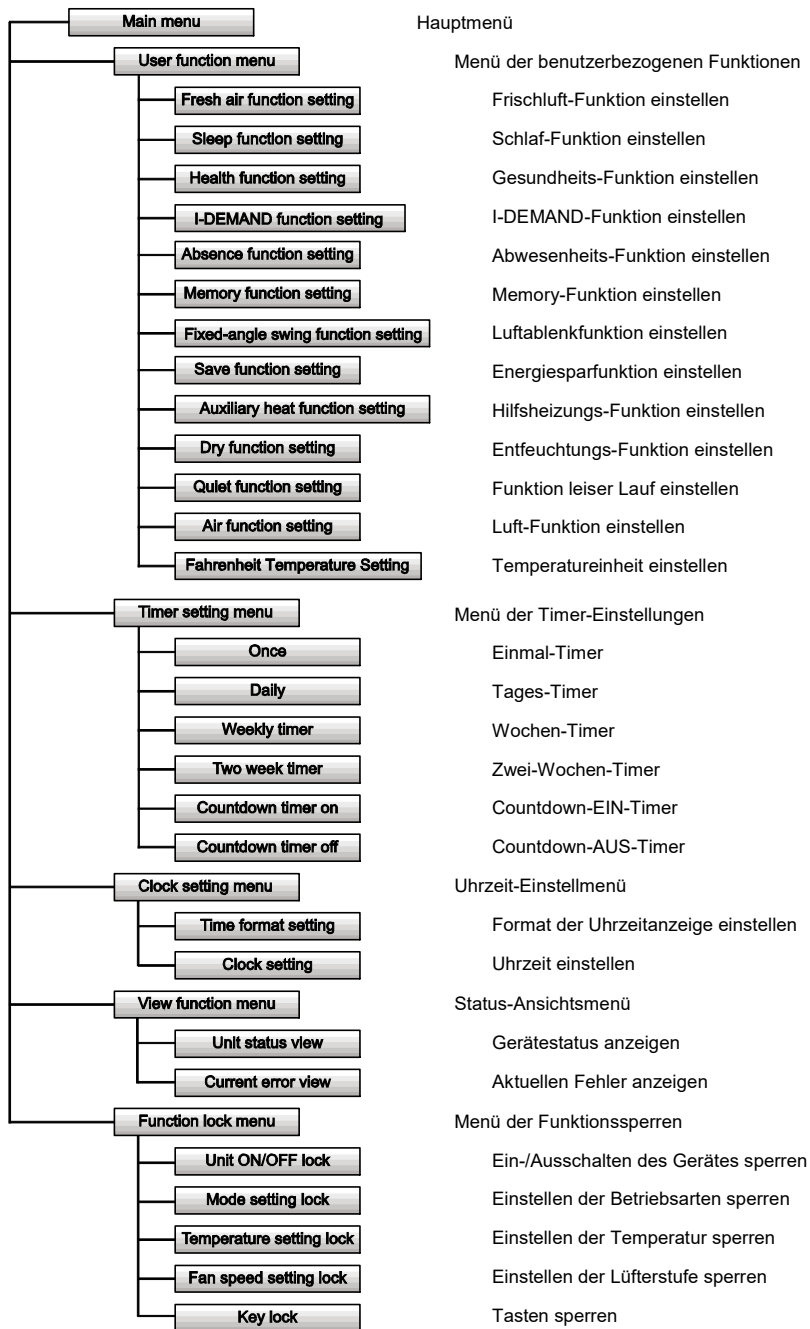 Main menu Hauptmenü
User function menu Menü der benutzerbezogenen Funktionen
Fresh air function setting Frischluft-Funktion einstellen
Sleep function setting Schlaf-Funktion einstellen
Health function setting Gesundheits-Funktion einstellen
I-DEMAND function setting I-DEMAND-Funktion einstellen
Absence function setting Abwesenheits-Funktion einstellen
Memory function setting Memory-Funktion einstellen
Fixed-angle swing function setting Luftablenkfunktion einstellen
Save function setting Energiesparfunktion einstellen
Auxiliary heat function setting Hilfsheizungs-Funktion einstellen
Dry function setting Entfeuchtungs-Funktion einstellen
Quiet function setting Funktion leiser Lauf einstellen
Air function setting Luft-Funktion einstellen
Fahrenheit Temperature Setting Temperatureinheit einstellen
Timer setting menu Menü der Timer-Einstellungen
Once Einmal-Timer
Daily Tages-Timer
Weekly timer Wochen-Timer
Two week timer Zwei-Wochen-Timer
Countdown timer on Countdown-EIN-Timer
Countdown timer off Countdown-AUS-Timer
Clock setting menu Uhrzeit-Einstellmenü
Time format setting Format der Uhrzeitanzeige einstellen
Clock setting Uhrzeit einstellen
View function menu Status-Ansichtsmenü
Unit status view Gerätestatus anzeigen
Current error view Aktuellen Fehler anzeigen
Function lock menu Menü der Funktionssperren
Unit ON/OFF lock Ein-/Ausschalten des Gerätes sperren
Mode setting lock Einstellen der Betriebsarten sperren
Temperature setting lock Einstellen der Temperatur sperren
Fan speed setting lock Einstellen der Lüfterstufe sperren
Key lock Tasten sperren